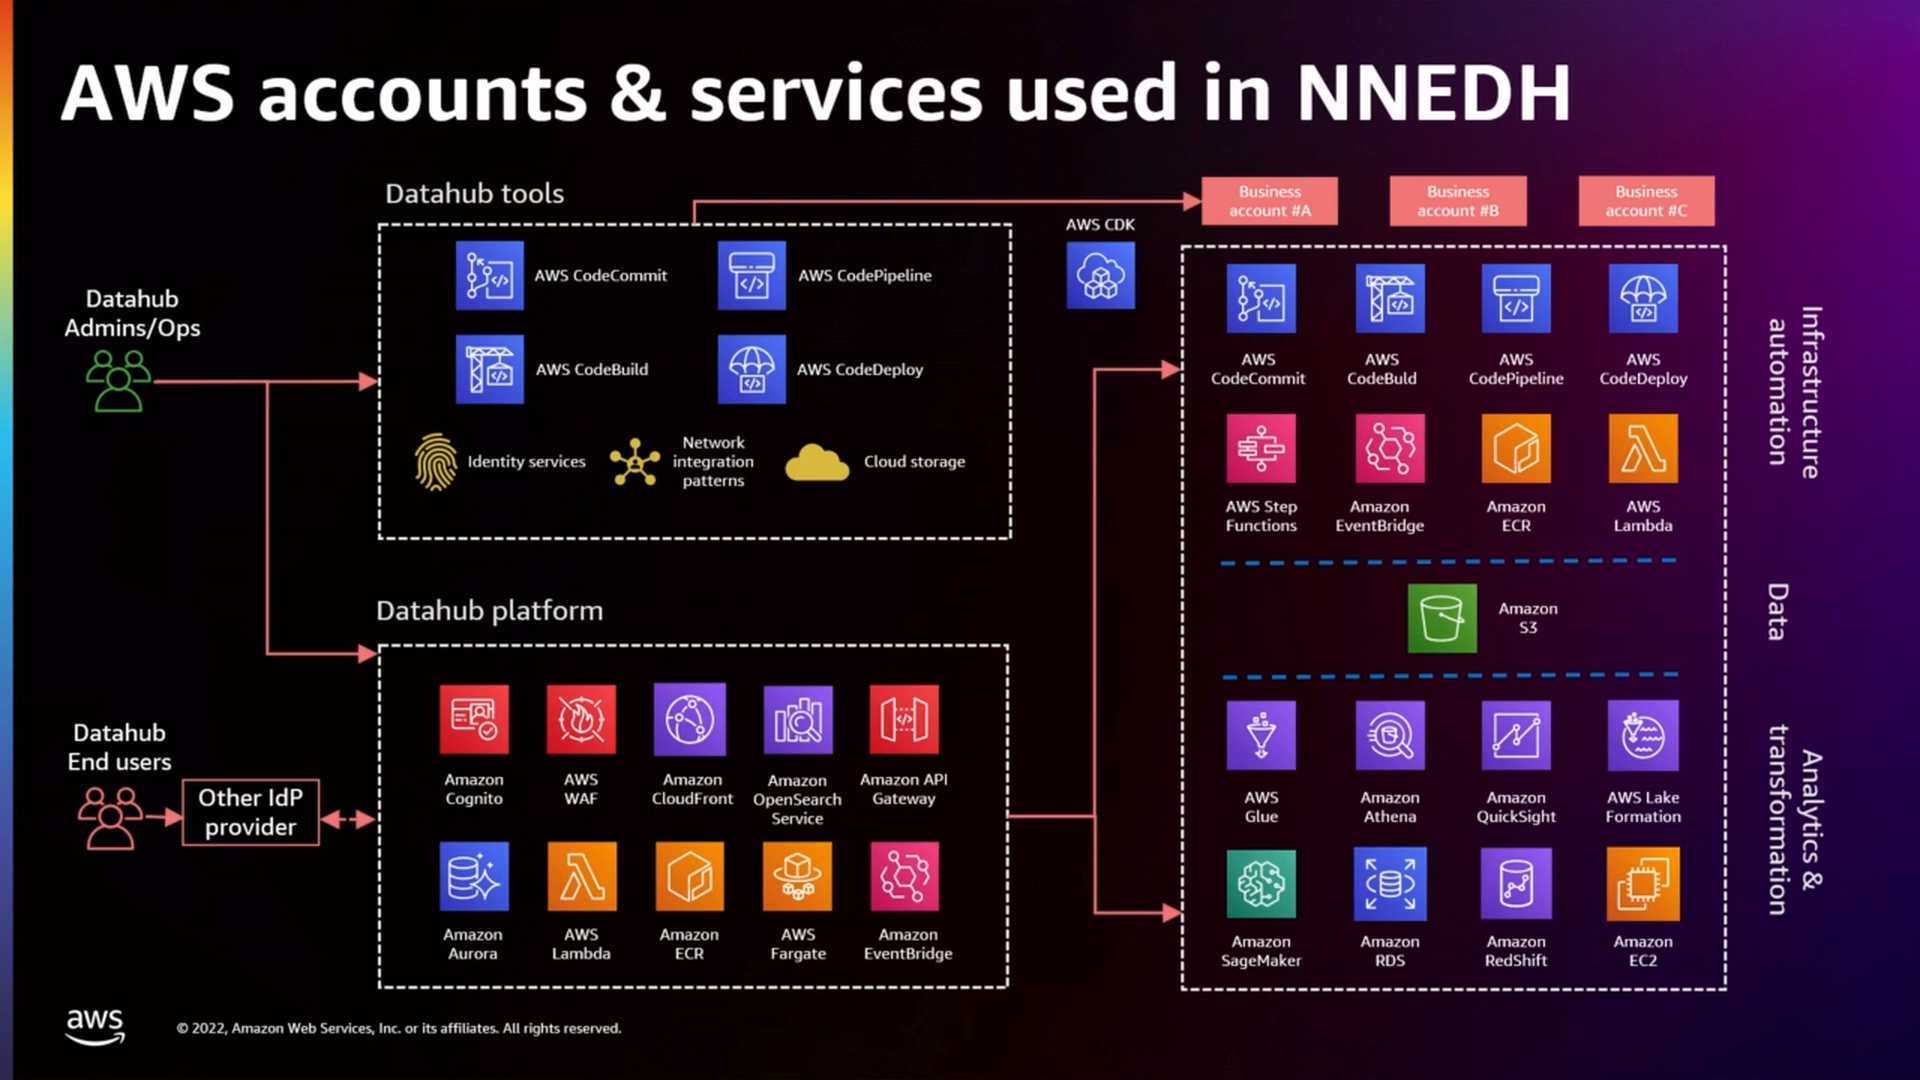 AWS accounts & services used in NNEDH
Datahub tools
AWS CodeCommit
AWS CodePipeline
AWS CodeBuild
AWS CodeDeploy
Identity services
Network
integration
patterns
Cloud storage
Datahub
Admins/Ops
Datahub platform
Amazon
Cognito
AWS
WAF
Amazon
CloudFront
Amazon
OpenSearch
Service
Amazon API
Gateway
Amazon
Aurora
AWS
Lambda
Amazon
ECR
AWS
Fargate
Amazon
EventBridge
Datahub
End users
Other IdP
provider
AWS CDK
Business
account #A
Business
account #B
Business
account #C
AWS
CodeCommit
AWS
CodeBuld
AWS
CodePipeline
AWS
CodeDeploy
AWS Step
Functions
Amazon
EventBridge
Amazon
ECR
AWS
Lambda
Infrastructure
automation
Amazon
S3
Data
AWS
Glue
Amazon
Athena
Amazon
QuickSight
AWS Lake
Formation
Amazon
SageMaker
Amazon
RDS
Amazon
RedShift
Amazon
EC2
Analytics &
transformation
aws
© 2022, Amazon Web Services, Inc. or its affiliates. All rights reserved.